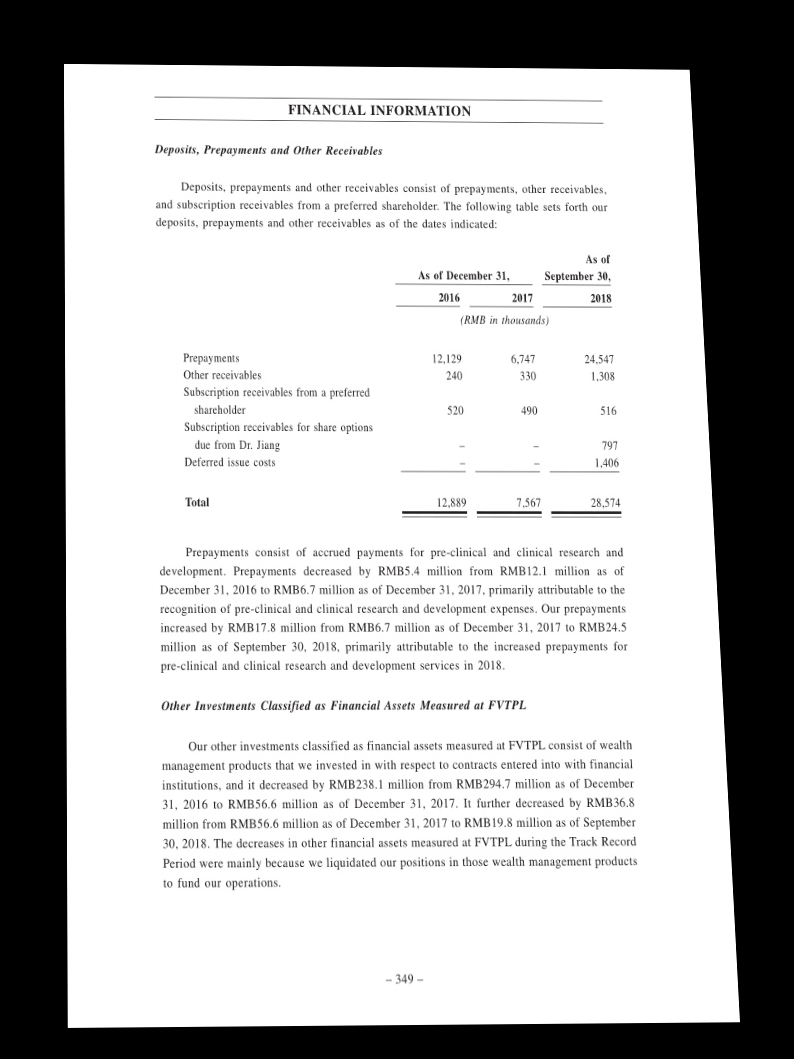 FINANCIAL INFORMATION
Deposits, Prepayments and Other Receivables
Deposits, prepayments and other receivables consist of prepayments, other receivables,
and subscription receivables from a preferred shareholder. The following table sets forth our
deposits, prepayments and other receivables as of the dates indicated:
As of
As of December 31, September 30,
2016 2017 2018
(RMB in thousands)
Prepayments 12,129 6,747 24,547
Other receivables 240 330 1,308
Subscription receivables from a preferred
shareholder 520 490 516
Subscription receivables for share options
due from Dr. Jiang – – 797
Deferred issue costs – – 1,406
Total 12,889 7,567 28,574
Prepayments consist of accrued payments for pre-clinical and clinical research and
development. Prepayments decreased by RMB5.4 million from RMB12.1 million as of
December 31, 2016 to RMB6.7 million as of December 31, 2017, primarily attributable to the
recognition of pre-clinical and clinical research and development expenses. Our prepayments
increased by RMB17.8 million from RMB6.7 million as of December 31, 2017 to RMB24.5
million as of September 30, 2018, primarily attributable to the increased prepayments for
pre-clinical and clinical research and development services in 2018.
Other Investments Classified as Financial Assets Measured at FVTPL
Our other investments classified as financial assets measured at FVTPL consist of wealth
management products that we invested in with respect to contracts entered into with financial
institutions, and it decreased by RMB238.1 million from RMB294.7 million as of December
31, 2016 to RMB56.6 million as of December 31, 2017. It further decreased by RMB36.8
million from RMB56.6 million as of December 31, 2017 to RMB19.8 million as of September
30, 2018. The decreases in other financial assets measured at FVTPL during the Track Record
Period were mainly because we liquidated our positions in those wealth management products
to fund our operations.
– 349 –